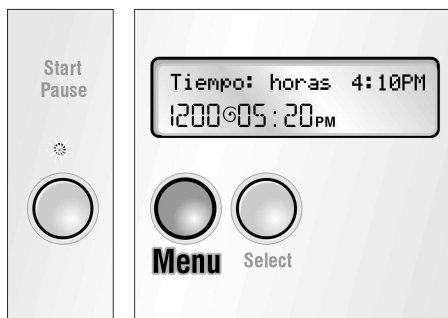 Start
Pause
Tiempo: horas 4:10PM
1200 05:20PM
Menu
Select